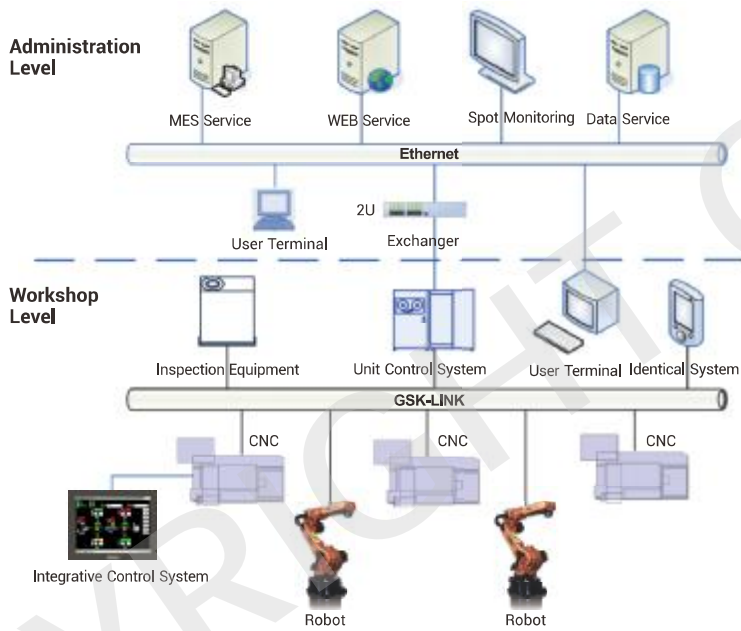 Administration
Level
MES Service
WEB Service
Spot Monitoring
Data Service
Ethernet
2U
User Terminal
Exchanger
Workshop
Level
Inspection Equipment
Unit Control System
User Terminal
Identical System
GSK-LINK
CNC
CNC
CNC
Integrative Control System
Robot
Robot